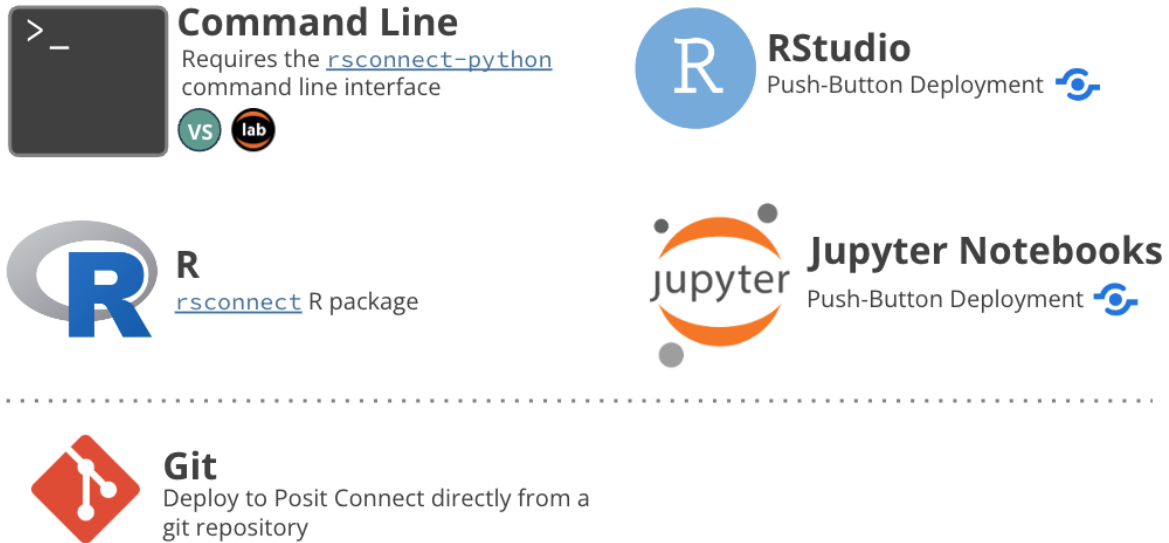 >_
Command Line
Requires the rsconnect-python
command line interface
VS
lab
R
RStudio
Push-Button Deployment
R
R
rsconnect R package
jupyter
Jupyter Notebooks
Push-Button Deployment
Git
Deploy to Posit Connect directly from a
git repository